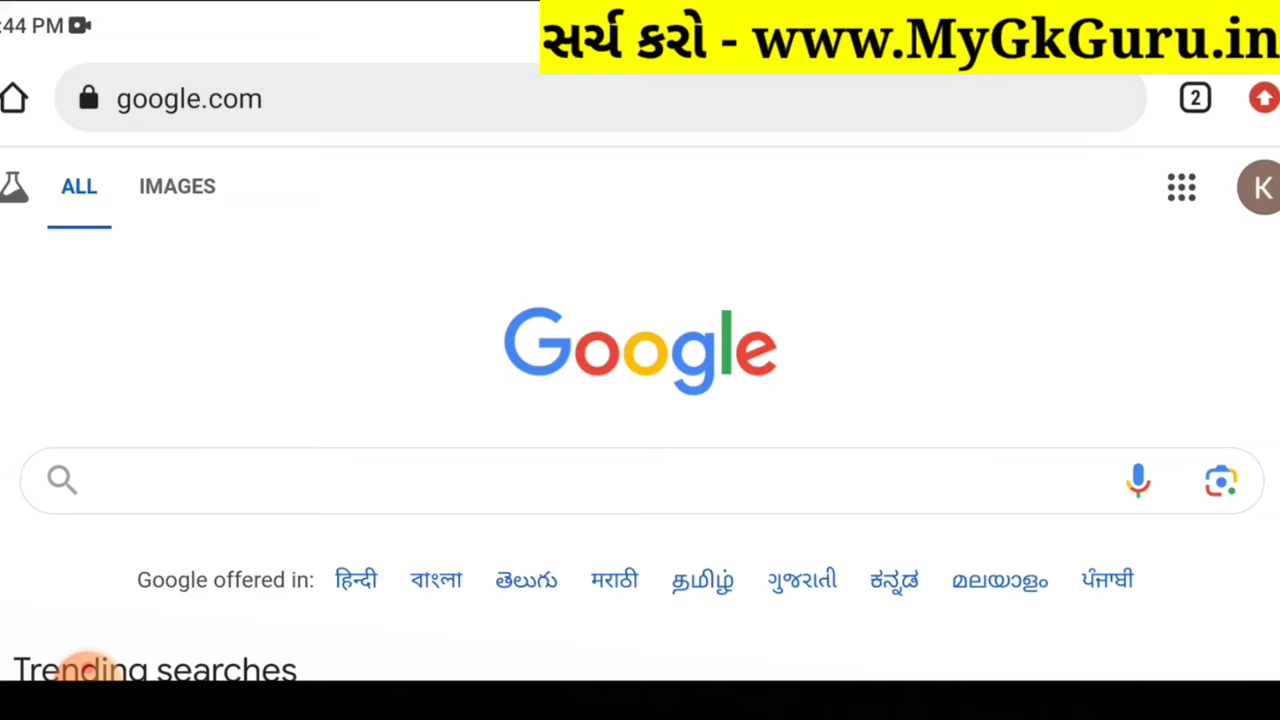 :44 PM
સર્ચ કરો - www.MyGkGuru.in
google.com
2
ALL IMAGES
K
Google
Google offered in: हिन्दी বাংলা తెలుగు मराठी தமிழ் ગુજરાતી ಕನ್ನಡ മലയാളം ਪੰਜਾਬੀ
Trending searches